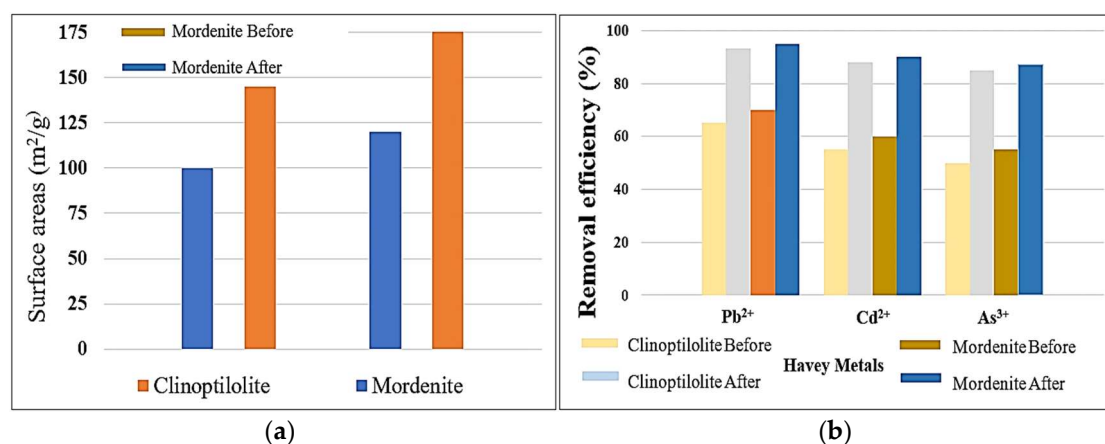 Surface areas (m²/g)
175
150
125
100
75
50
25
0
Mordenite Before
Mordenite After
Clinoptilolite
Mordenite
(a)
Removal efficiency (%)
100
80
60
40
20
0
Pb²⁺ Cd²⁺ As³⁺
Clinoptilolite Before
Mordenite Before
Havey Metals
Clinoptilolite After
Mordenite After
(b)